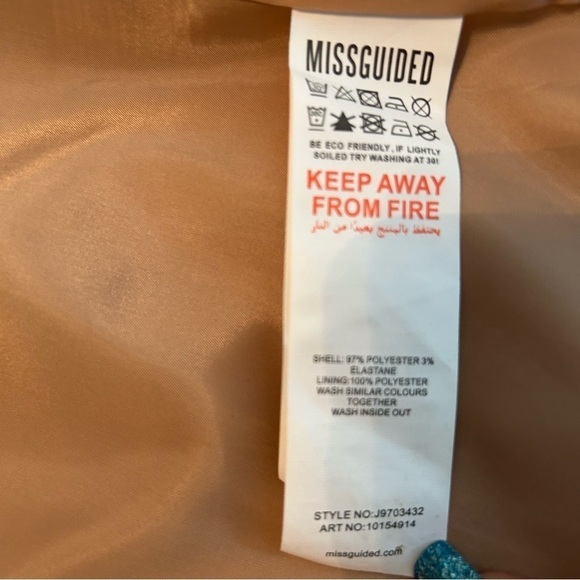 MISSGUIDED
BE ECO FRIENDLY, IF LIGHTLY
SOILED TRY WASHING AT 30!
KEEP AWAY
FROM FIRE
يحتفظ بالمنتج بعيدًا عن النار
SHELL: 97% POLYESTER 3%
ELASTANE
LINING:100% POLYESTER
WASH SIMILAR COLOURS
TOGETHER
WASH INSIDE OUT
STYLE NO:J9703432
ART NO:10154914
missguided.com